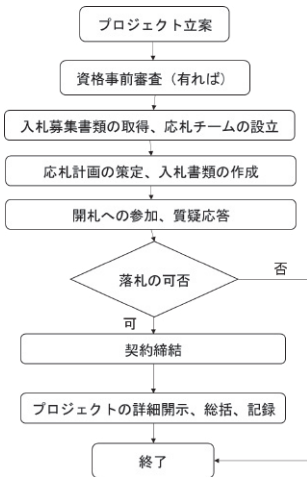 プロジェクト立案
資格事前審査（有れば）
入札募集書類の取得、応札チームの設立
応札計画の策定、入札書類の作成
開札への参加、質疑応答
落札の可否
否
可
契約締結
プロジェクトの詳細開示、総括、記録
終了